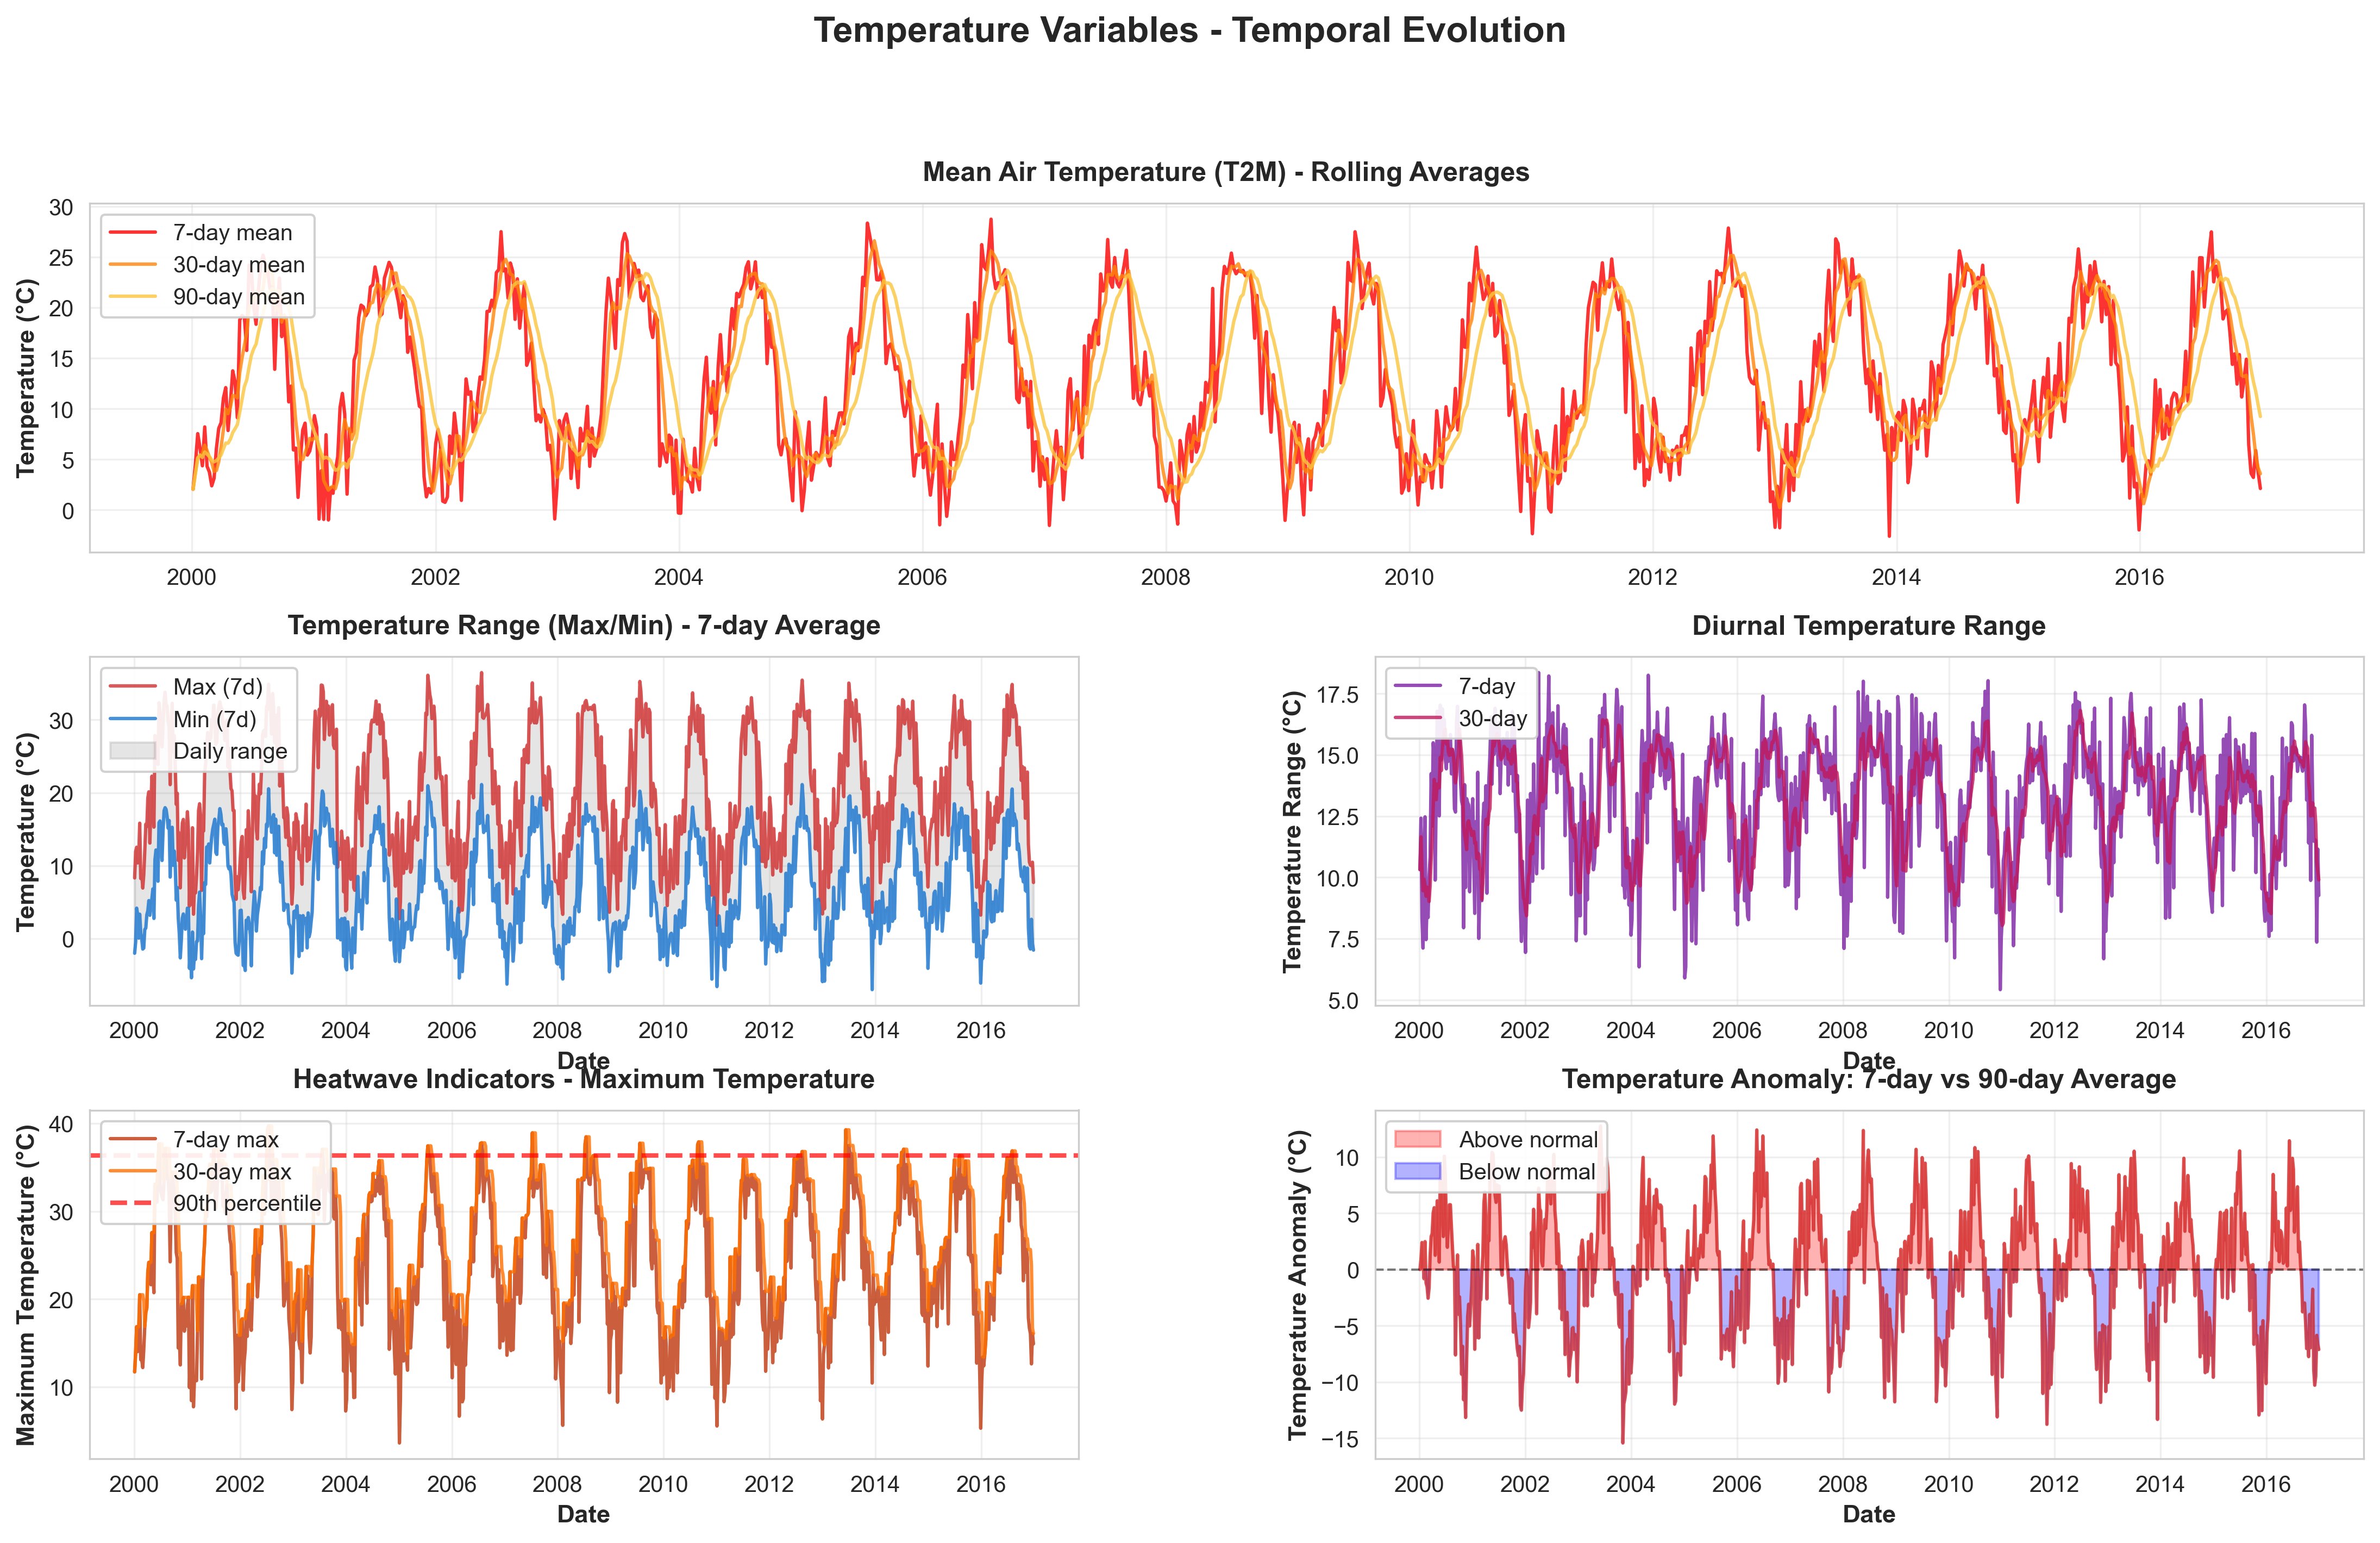 Temperature Variables - Temporal Evolution
Mean Air Temperature (T2M) - Rolling Averages
Temperature (°C)
30
25
20
15
10
5
0
7-day mean
30-day mean
90-day mean
2000 2002 2004 2006 2008 2010 2012 2014 2016
Temperature Range (Max/Min) - 7-day Average
Temperature (°C)
30
20
10
0
Max (7d)
Min (7d)
Daily range
2000 2002 2004 2006 2008 2010 2012 2014 2016
Date
Diurnal Temperature Range
Temperature Range (°C)
17.5
15.0
12.5
10.0
7.5
5.0
7-day
30-day
2000 2002 2004 2006 2008 2010 2012 2014 2016
Date
Heatwave Indicators - Maximum Temperature
Maximum Temperature (°C)
40
30
20
10
7-day max
30-day max
90th percentile
2000 2002 2004 2006 2008 2010 2012 2014 2016
Date
Temperature Anomaly: 7-day vs 90-day Average
Temperature Anomaly (°C)
10
5
0
−5
−10
−15
Above normal
Below normal
2000 2002 2004 2006 2008 2010 2012 2014 2016
Date